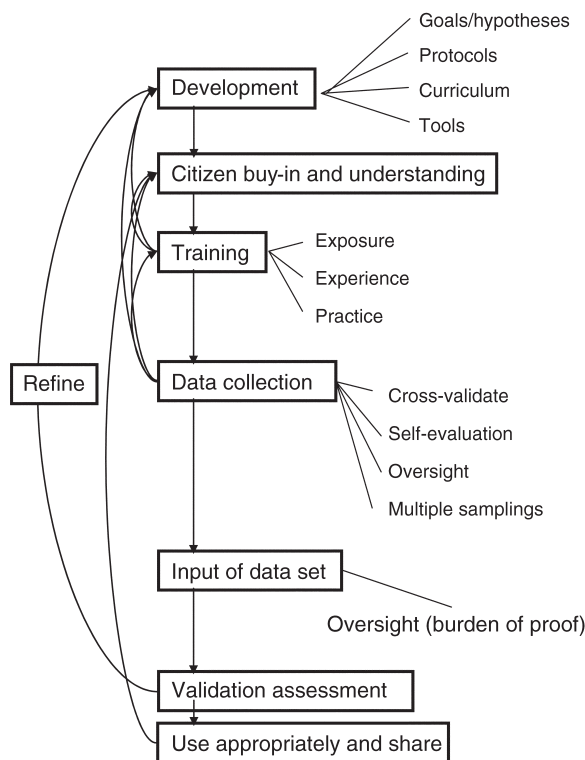 Goals/hypotheses
Development
Protocols
Curriculum
Tools
Citizen buy-in and understanding
Training
Exposure
Experience
Practice
Refine
Data collection
Cross-validate
Self-evaluation
Oversight
Multiple samplings
Input of data set
Oversight (burden of proof)
Validation assessment
Use appropriately and share